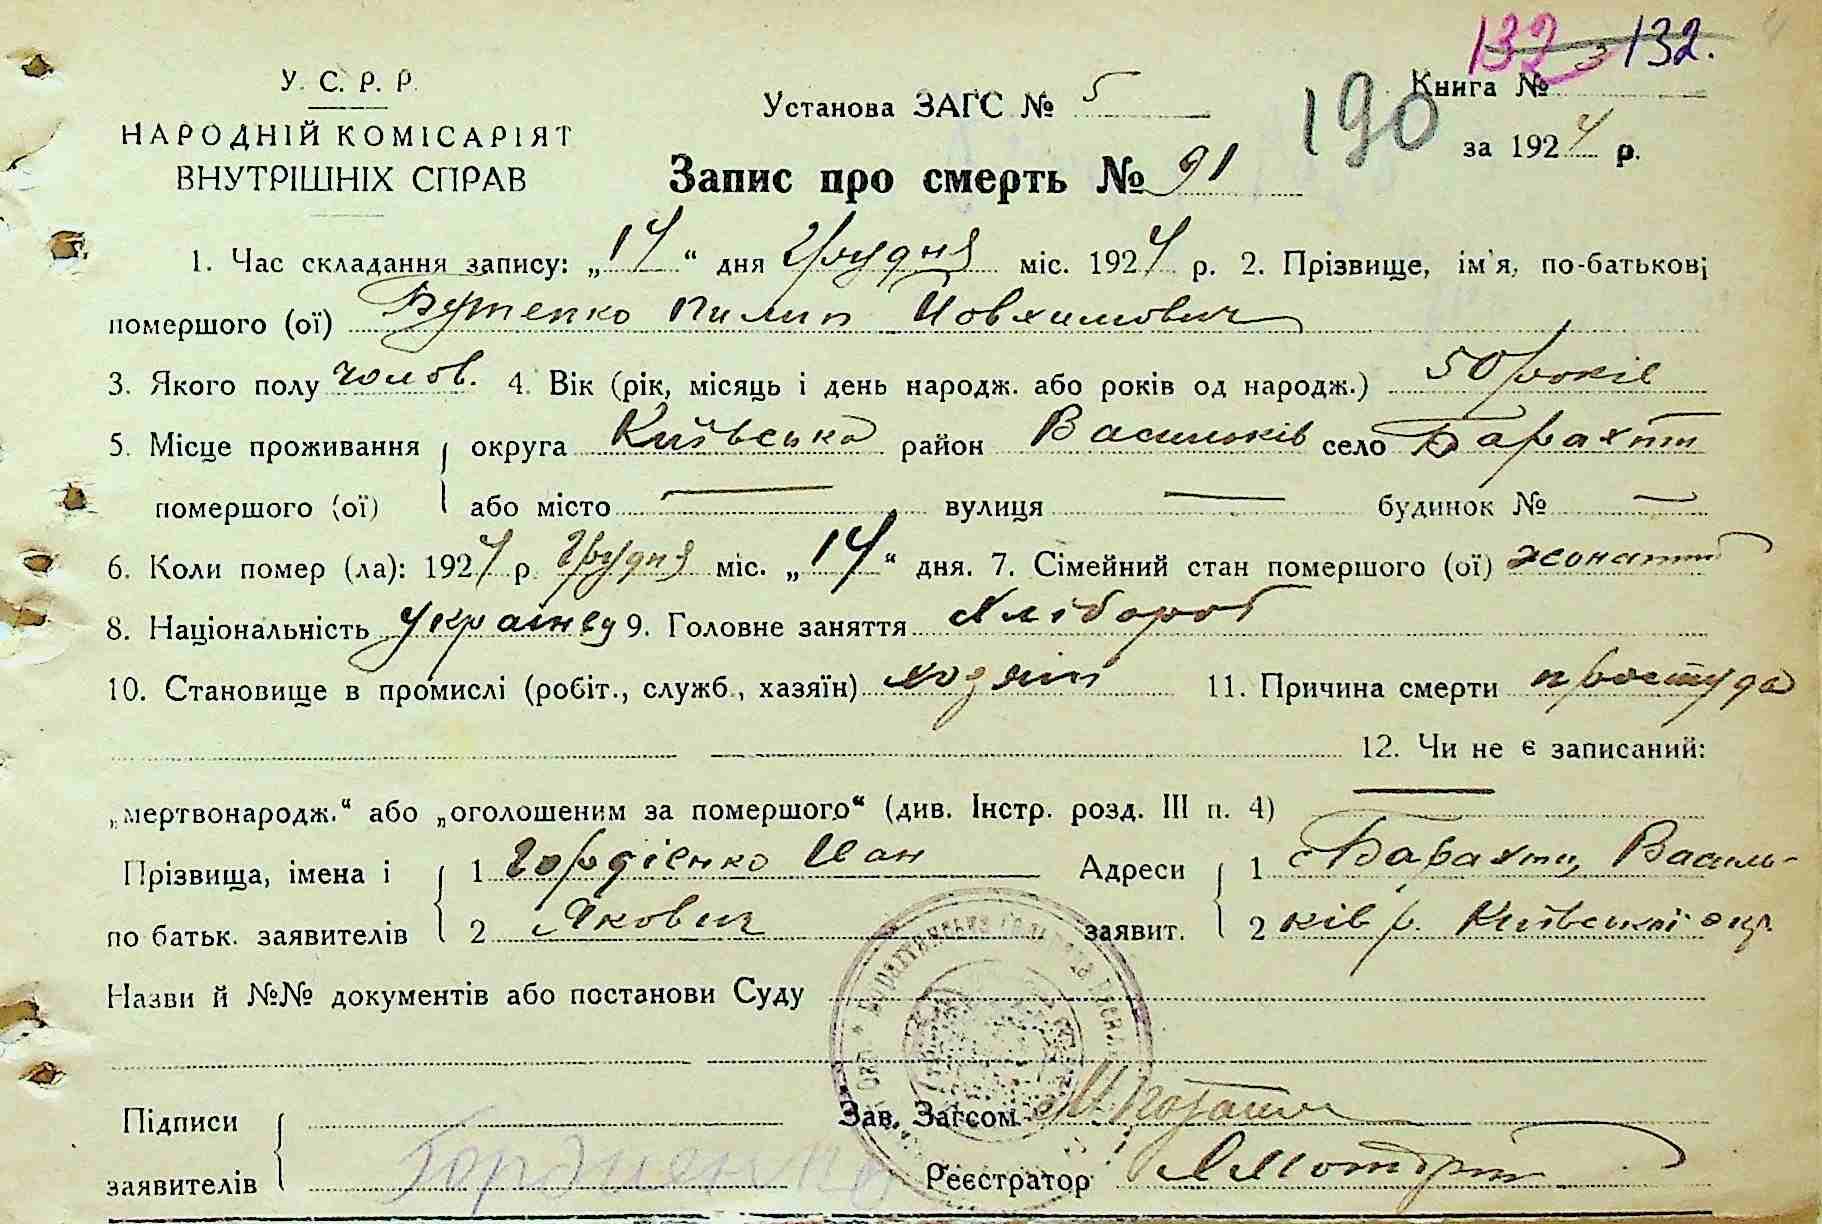 132 132.
У. С. Р. Р.
НАРОДНІЙ КОМІСАРІЯТ
ВНУТРІШНІХ СПРАВ
Установа ЗАГС № 5
190
Книга №
за 1924 р.
Запис про смерть № 91
1. Час складання запису: „14“ дня Грудня міс. 1924 р. 2. Прізвище, ім'я, по-батькові
помершого (ої) Бутенко Пилип Йовхимович
3. Якого полу чолов. 4. Вік (рік, місяць і день народж. або років од народж.) 50 років
5. Місце проживання округа Київська район Васильків село Барахти
помершого (ої) або місто — вулиця — будинок № —
6. Коли помер (ла): 1924 р. Грудня міс. „14“ дня. 7. Сімейний стан помершого (ої) жонатий
8. Національність Українец 9. Головне заняття Хлібороб
10. Становище в промислі (робіт., служб., хазяїн) хозяїн 11. Причина смерти простуда
12. Чи не є записаний:
„мертвонародж.“ або „оголошеним за помершого“ (див. Інстр. розд. III п. 4) —
Прізвища, імена і 1 Гордієнко Іван Адреси 1 с Барахти, Василь-
по батьк. заявителів 2 Якович заявит. 2 ків р. Київської окр.
Назви й №№ документів або постанови Суду
Підписи Зав. Загсом
заявителів Гордиенко Реєстратор